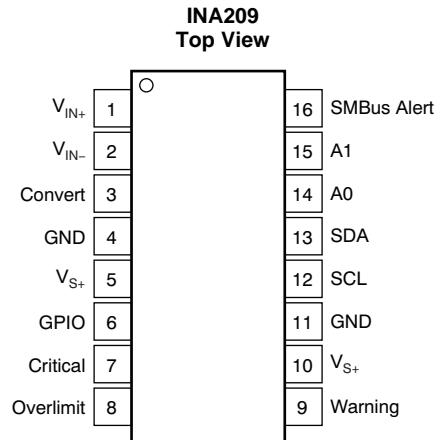 INA209
Top View
V_IN+ 1 16 SMBus Alert
V_IN– 2 15 A1
Convert 3 14 A0
GND 4 13 SDA
V_S+ 5 12 SCL
GPIO 6 11 GND
Critical 7 10 V_S+
Overlimit 8 9 Warning